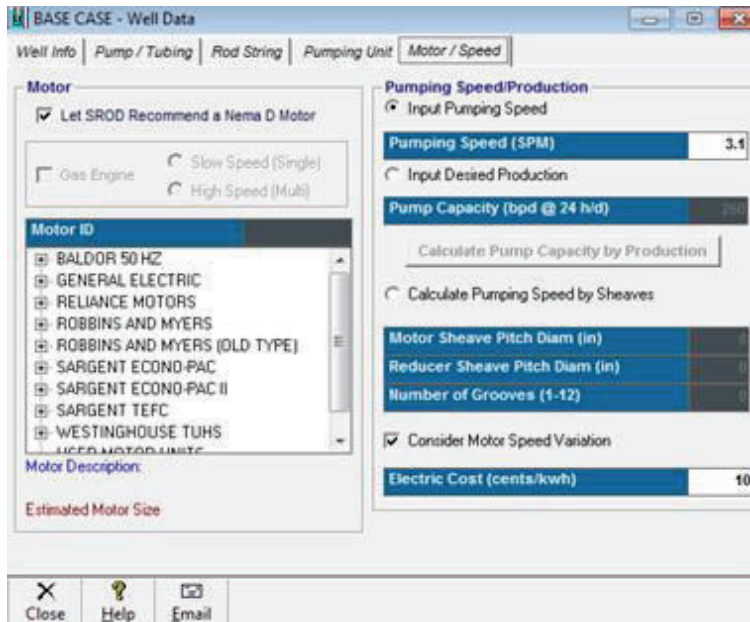 BASE CASE - Well Data
Well Info
Pump / Tubing
Rod String
Pumping Unit
Motor / Speed
Motor
Let SROD Recommend a Nema D Motor
Gas Engine
Slow Speed (Single)
High Speed (Multi)
Motor ID
BALDOR 50 HZ
GENERAL ELECTRIC
RELIANCE MOTORS
ROBBINS AND MYERS
ROBBINS AND MYERS (OLD TYPE)
SARGENT ECONO-PAC
SARGENT ECONO-PAC II
SARGENT TEFC
WESTINGHOUSE TUHS
USER MOTOR UNITS
Motor Description:
Estimated Motor Size
Pumping Speed/Production
Input Pumping Speed
Pumping Speed (SPM) 3.1
Input Desired Production
Pump Capacity (bpd @ 24 h/d) 250
Calculate Pump Capacity by Production
Calculate Pumping Speed by Sheaves
Motor Sheave Pitch Diam (in) 0
Reducer Sheave Pitch Diam (in) 0
Number of Grooves (1-12) 0
Consider Motor Speed Variation
Electric Cost (cents/kwh) 10
Close
Help
Email